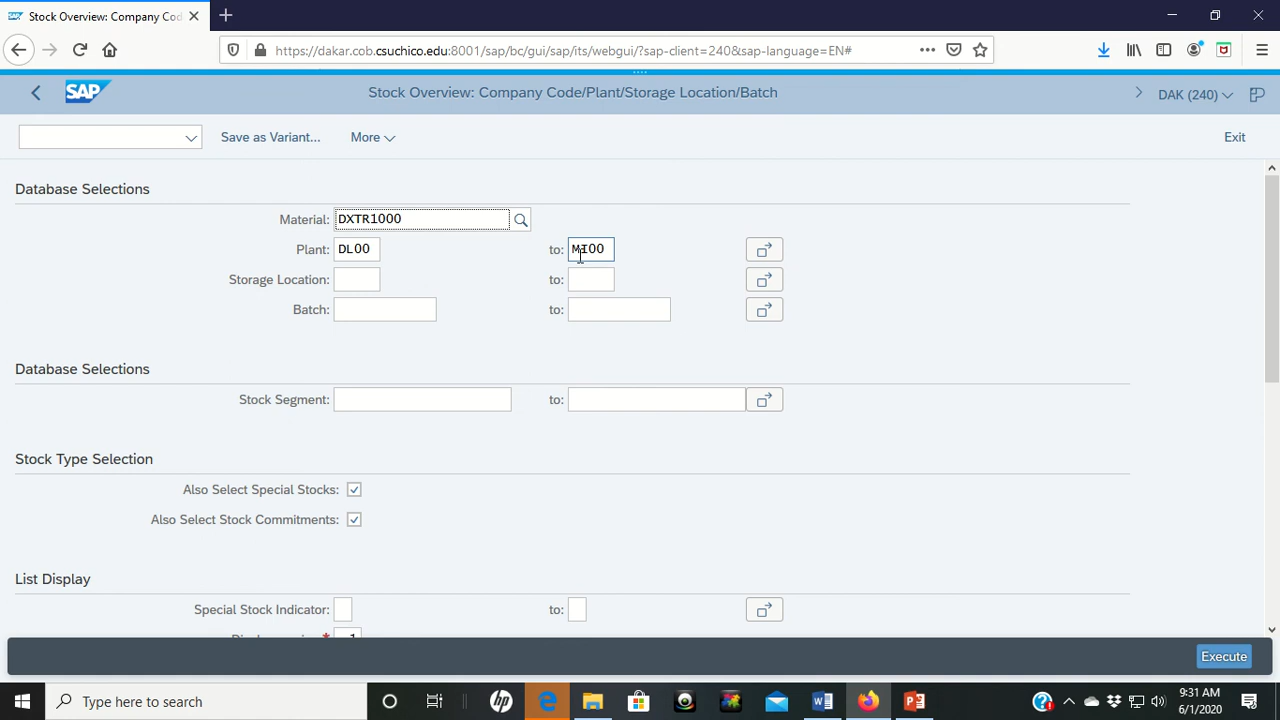 Stock Overview: Company Cod
https://dakar.cob.csuchico.edu:8001/sap/bc/gui/sap/its/webgui/?sap-client=240&sap-language=EN#
SAP
Stock Overview: Company Code/Plant/Storage Location/Batch
DAK (240)
Save as Variant...
More
Exit
Database Selections
Material: DXTR1000
Plant: DL00 to: MI00
Storage Location: to:
Batch: to:
Database Selections
Stock Segment: to:
Stock Type Selection
Also Select Special Stocks:
Also Select Stock Commitments:
List Display
Special Stock Indicator: to:
Execute
Type here to search
9:31 AM
6/1/2020